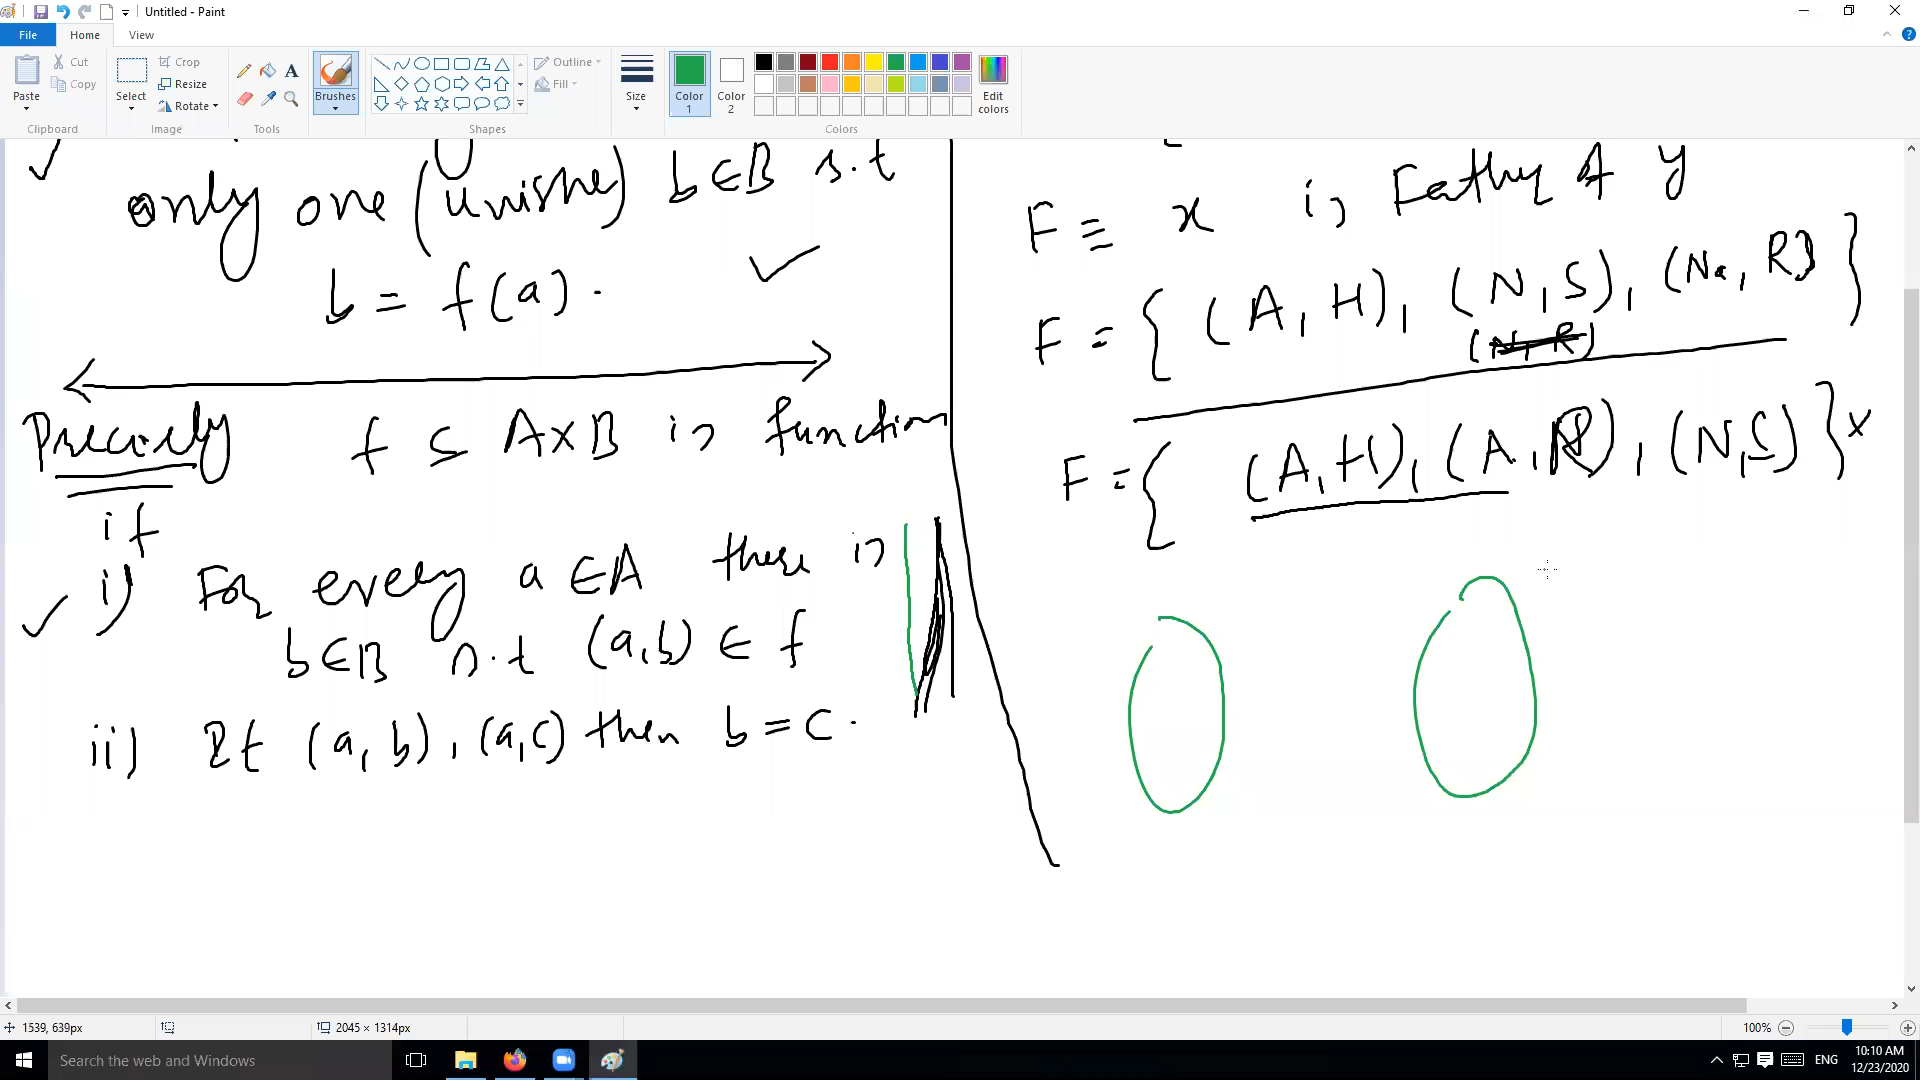 Untitled - Paint
File Home View
Paste Cut Copy Clipboard
Select Crop Resize Rotate Image
Tools
Brushes
Shapes Outline Fill
Size
Color 1 Color 2 Edit colors Colors
only one (unishe) b∈B s.t
b = f(a).
Precisely f ⊆ A×B is function
if
i) For every a ∈A there is
b∈B s.t (a,b) ∈ f
ii) If (a, b), (a,c) then b = c.
F ≡ x is Father of y
F = { (A, H), (N, S), (Na, R) }
F = { (A, H), (A, R), (N,S) } x
1539, 639px
2045 × 1314px
100%
Search the web and Windows
ENG
10:10 AM
12/23/2020